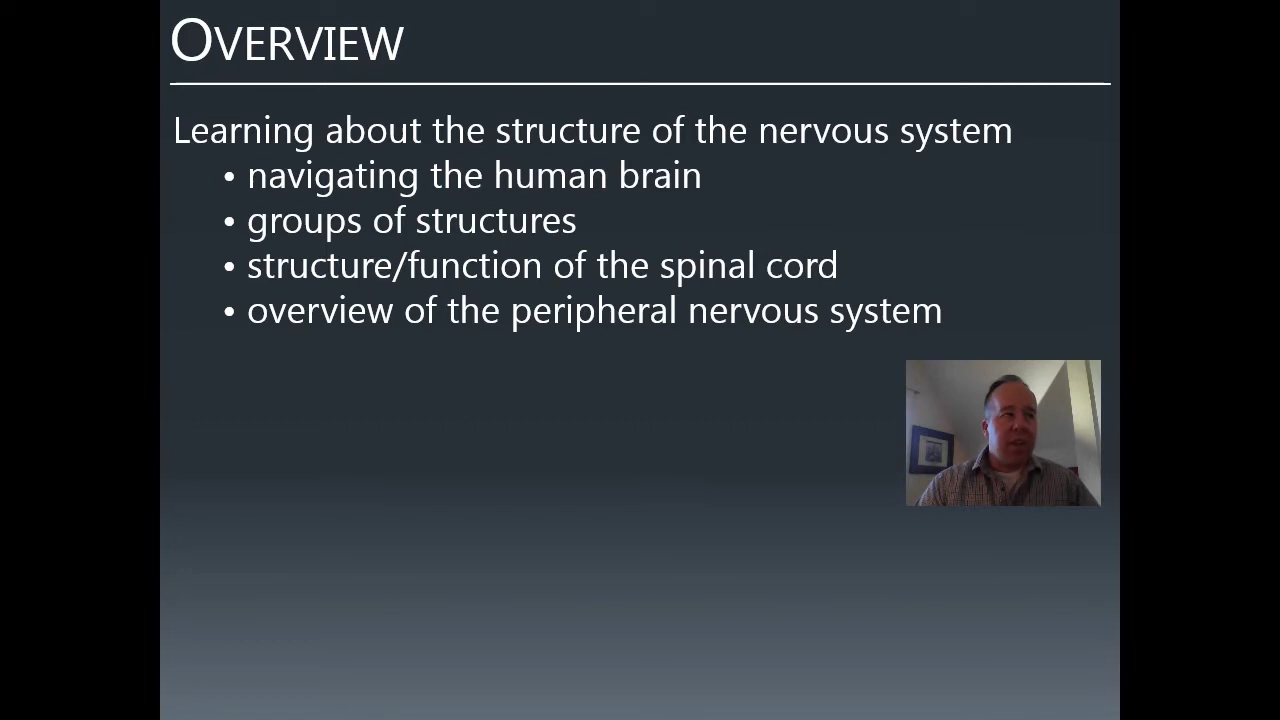 OVERVIEW
Learning about the structure of the nervous system
• navigating the human brain
• groups of structures
• structure/function of the spinal cord
• overview of the peripheral nervous system